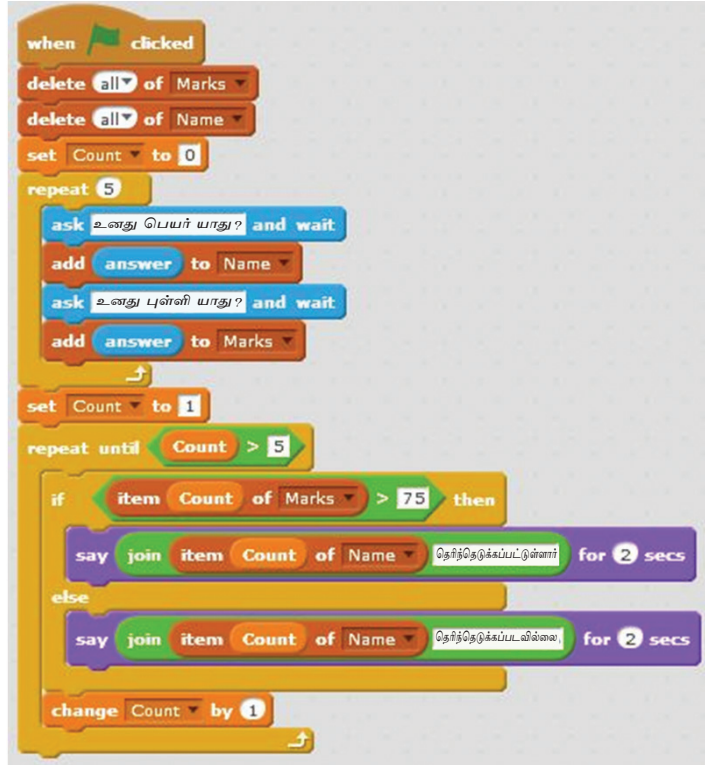 when clicked
delete all of Marks
delete all of Name
set Count to 0
repeat 5
ask உனது பெயர் யாது? and wait
add answer to Name
ask உனது புள்ளி யாது? and wait
add answer to Marks
set Count to 1
repeat until Count > 5
if item Count of Marks > 75 then
say join item Count of Name தெரிந்தெடுக்கப்பட்டுள்ளார் for 2 secs
else
say join item Count of Name தெரிந்தெடுக்கப்படவில்லை, for 2 secs
change Count by 1